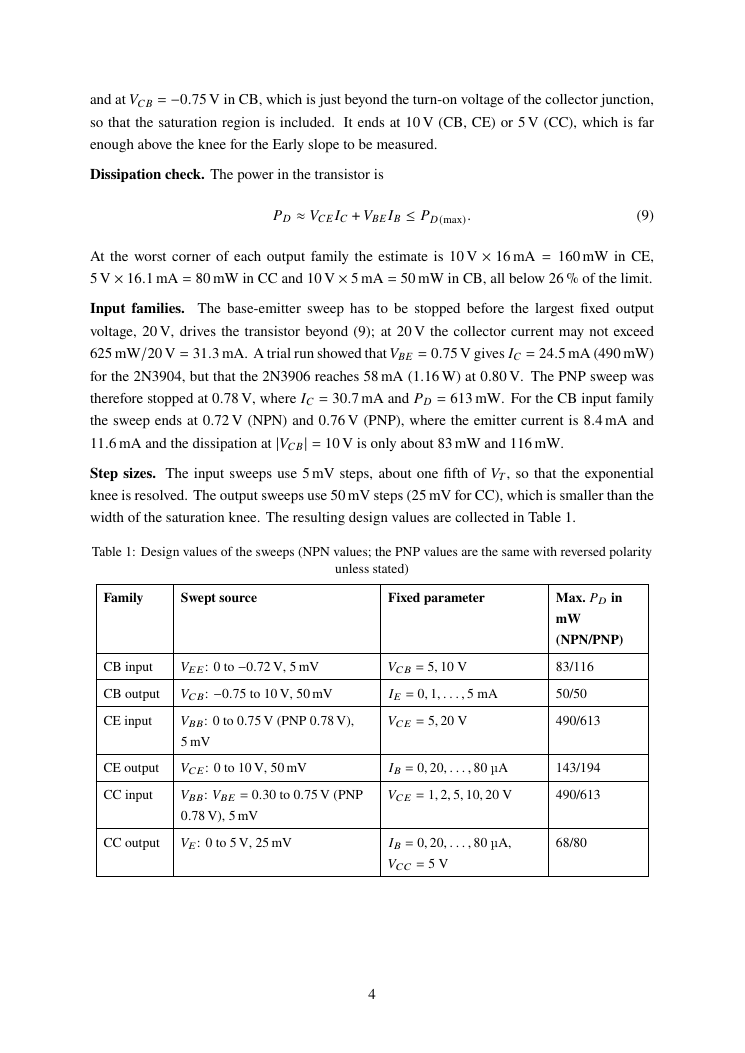 and at V_CB = −0.75 V in CB, which is just beyond the turn-on voltage of the collector junction,
so that the saturation region is included. It ends at 10 V (CB, CE) or 5 V (CC), which is far
enough above the knee for the Early slope to be measured.
Dissipation check. The power in the transistor is
P_D ≈ V_CE I_C + V_BE I_B ≤ P_D(max). (9)
At the worst corner of each output family the estimate is 10 V × 16 mA = 160 mW in CE,
5 V × 16.1 mA = 80 mW in CC and 10 V × 5 mA = 50 mW in CB, all below 26 % of the limit.
Input families. The base-emitter sweep has to be stopped before the largest fixed output
voltage, 20 V, drives the transistor beyond (9); at 20 V the collector current may not exceed
625 mW/20 V = 31.3 mA. A trial run showed that V_BE = 0.75 V gives I_C = 24.5 mA (490 mW)
for the 2N3904, but that the 2N3906 reaches 58 mA (1.16 W) at 0.80 V. The PNP sweep was
therefore stopped at 0.78 V, where I_C = 30.7 mA and P_D = 613 mW. For the CB input family
the sweep ends at 0.72 V (NPN) and 0.76 V (PNP), where the emitter current is 8.4 mA and
11.6 mA and the dissipation at |V_CB| = 10 V is only about 83 mW and 116 mW.
Step sizes. The input sweeps use 5 mV steps, about one fifth of V_T, so that the exponential
knee is resolved. The output sweeps use 50 mV steps (25 mV for CC), which is smaller than the
width of the saturation knee. The resulting design values are collected in Table 1.
Table 1: Design values of the sweeps (NPN values; the PNP values are the same with reversed polarity
unless stated)
Family Swept source Fixed parameter Max. P_D in
mW
(NPN/PNP)
CB input V_EE: 0 to −0.72 V, 5 mV V_CB = 5, 10 V 83/116
CB output V_CB: −0.75 to 10 V, 50 mV I_E = 0, 1, . . . , 5 mA 50/50
CE input V_BB: 0 to 0.75 V (PNP 0.78 V), V_CE = 5, 20 V 490/613
5 mV
CE output V_CE: 0 to 10 V, 50 mV I_B = 0, 20, . . . , 80 µA 143/194
CC input V_BB: V_BE = 0.30 to 0.75 V (PNP V_CE = 1, 2, 5, 10, 20 V 490/613
0.78 V), 5 mV
CC output V_E: 0 to 5 V, 25 mV I_B = 0, 20, . . . , 80 µA, 68/80
V_CC = 5 V
4